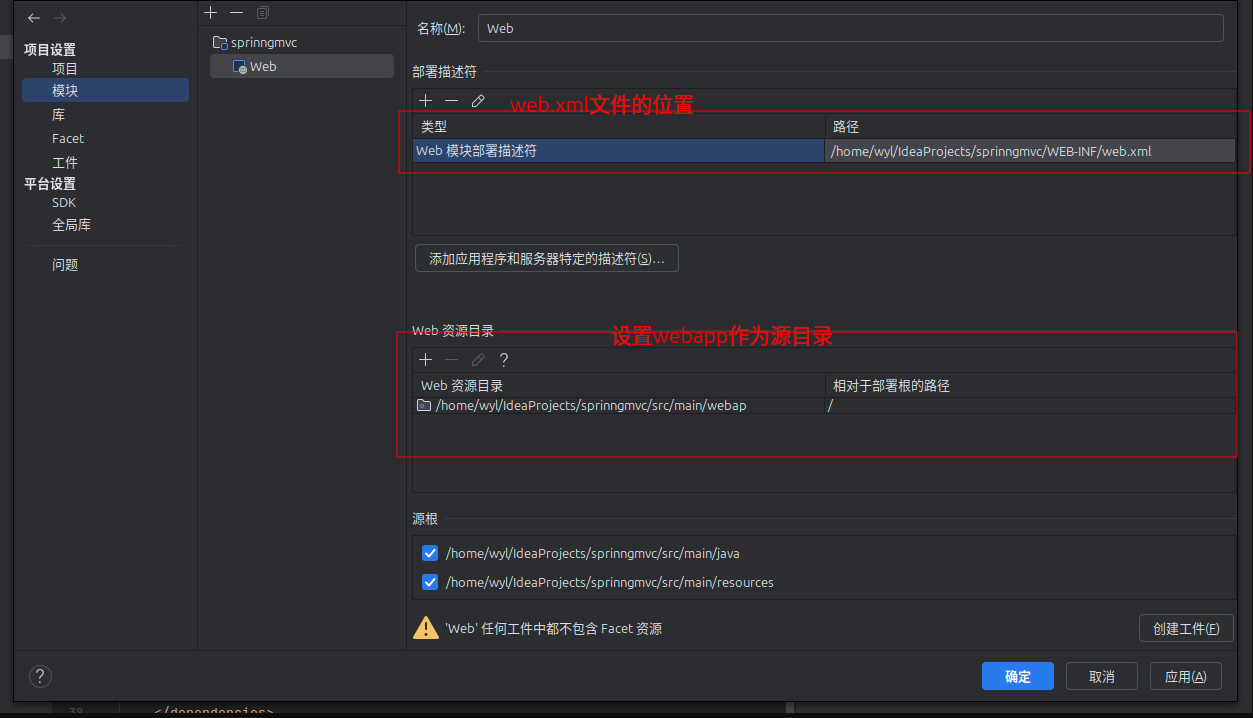 项目设置
项目
模块
库
Facet
工件
平台设置
SDK
全局库
问题
sprinngmvc
Web
名称(M): Web
部署描述符
web.xml文件的位置
类型 路径
Web 模块部署描述符 /home/wyl/IdeaProjects/sprinngmvc/WEB-INF/web.xml
添加应用程序和服务器特定的描述符(S)...
Web 资源目录
设置webapp作为源目录
Web 资源目录 相对于部署根的路径
/home/wyl/IdeaProjects/sprinngmvc/src/main/webap /
源根
/home/wyl/IdeaProjects/sprinngmvc/src/main/java
/home/wyl/IdeaProjects/sprinngmvc/src/main/resources
'Web' 任何工件中都不包含 Facet 资源
创建工件(F)
? 确定 取消 应用(A)
38 </dependencies>